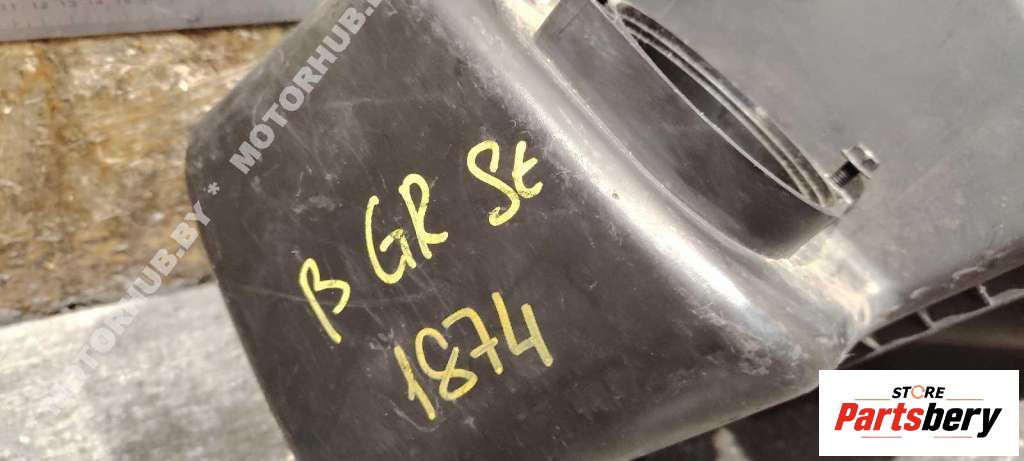 * MOTORHUB.BY * MOTORHUB.BY
B GR St
1874
STORE
Partsbery